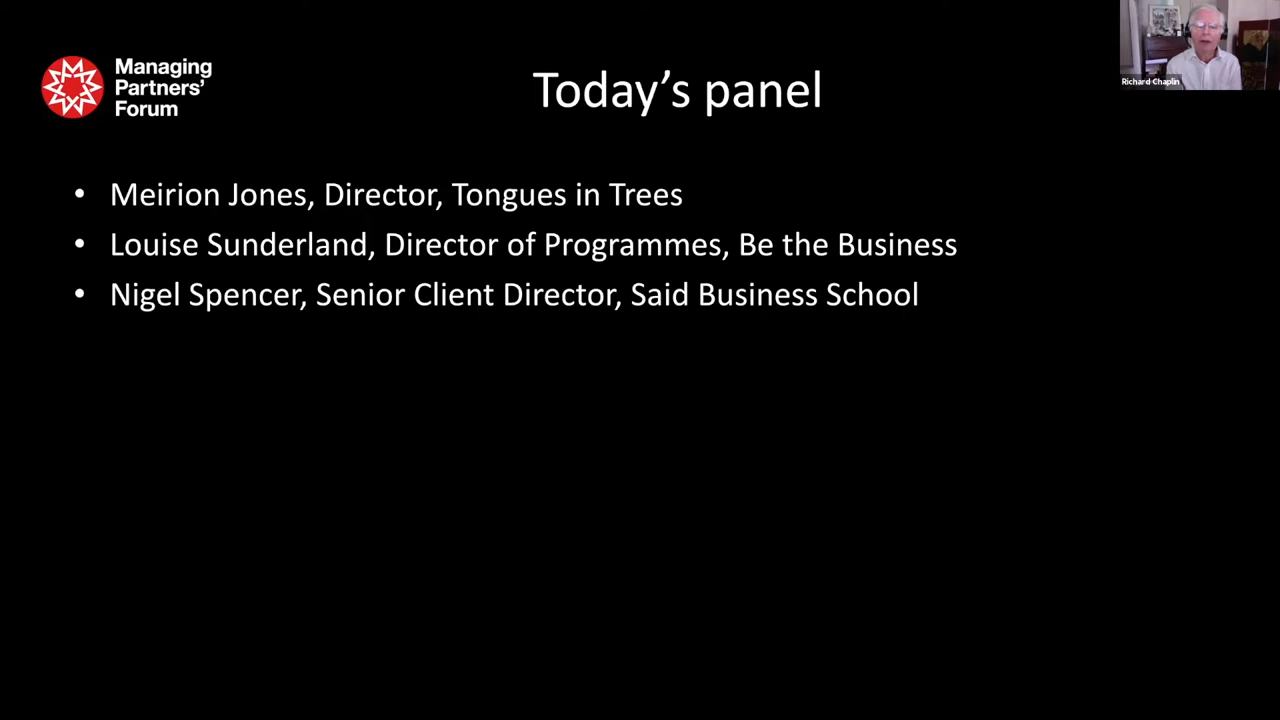 Managing
Partners'
Forum
Today's panel
Richard Chaplin
• Meirion Jones, Director, Tongues in Trees
• Louise Sunderland, Director of Programmes, Be the Business
• Nigel Spencer, Senior Client Director, Said Business School